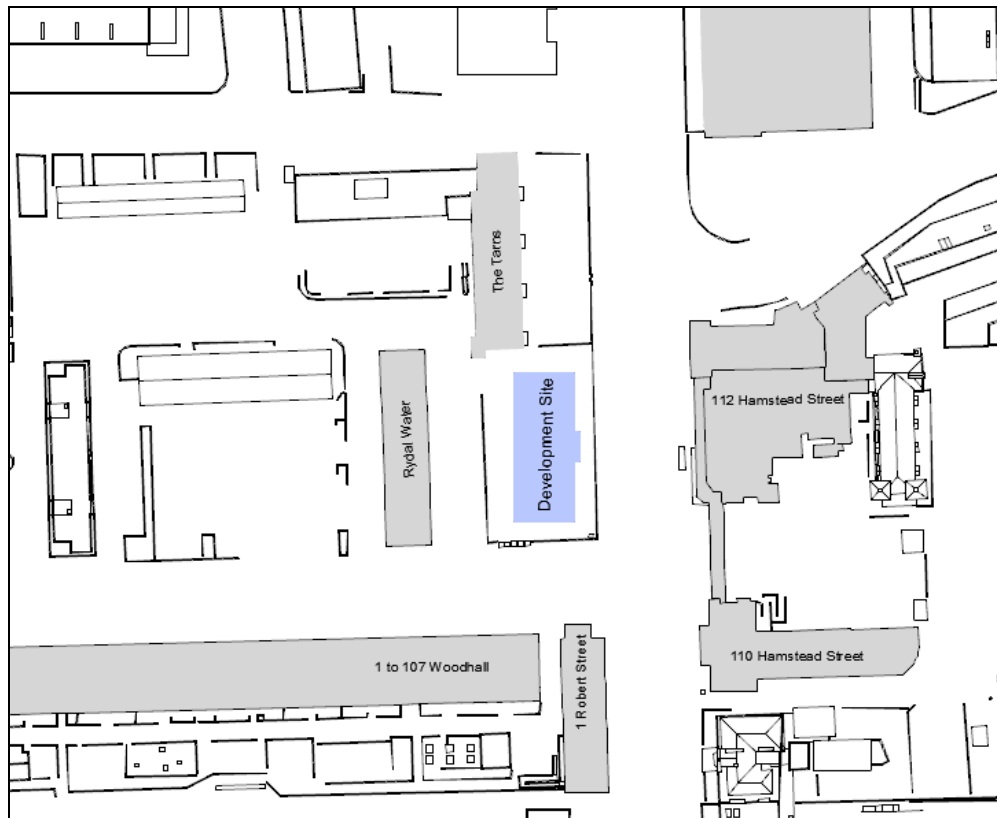 The Tarns
112 Hamstead Street
Rydal Water
Development Site
1 to 107 Woodhall
1 Robert Street
110 Hamstead Street